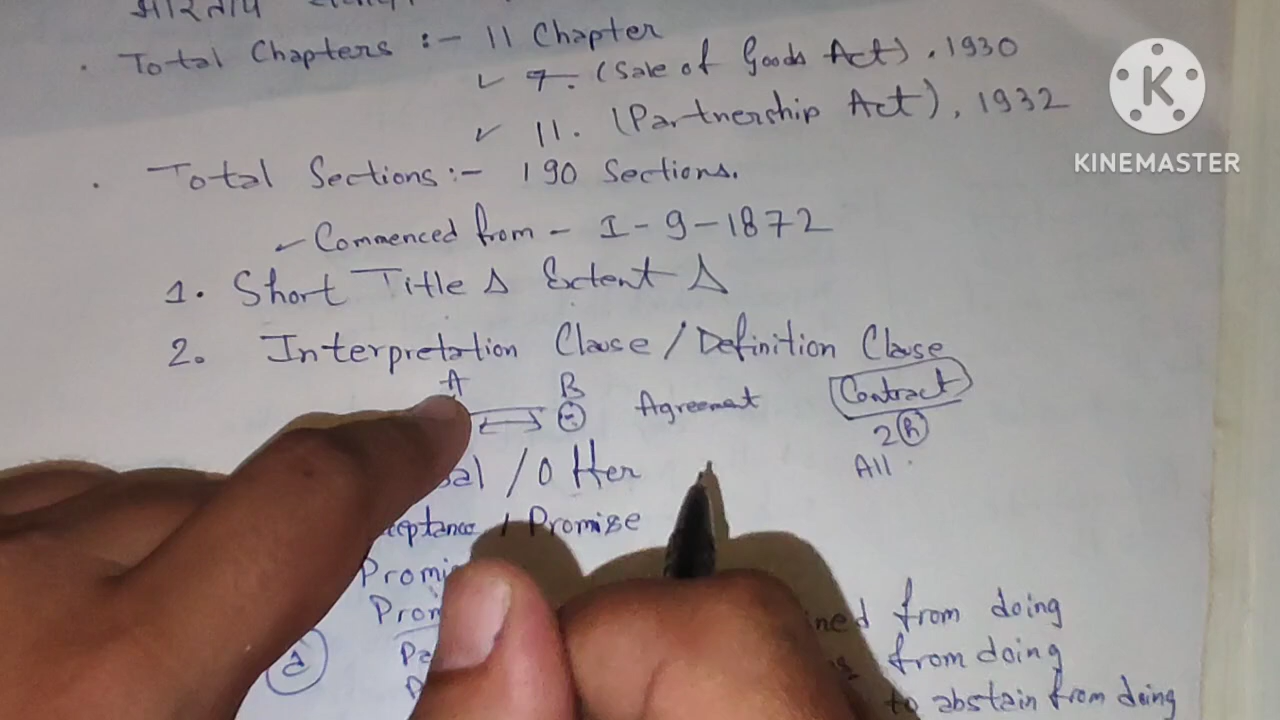 भारतीय
. Total Chapters :- 11 Chapter
✓ 7. (Sale of Goods Act). 1930
✓ 11. (Partnership Act), 1932
K
KINEMASTER
. Total Sections :- 190 Sections.
✓ Commenced from - 1-9-1872
1. Short Title Δ Extent Δ
2. Interpretation Clause / Definition Clause
A B Agreement Contract
2(h)
All .
/ Offer
/ Promise
from doing
from doing
to abstain from doing